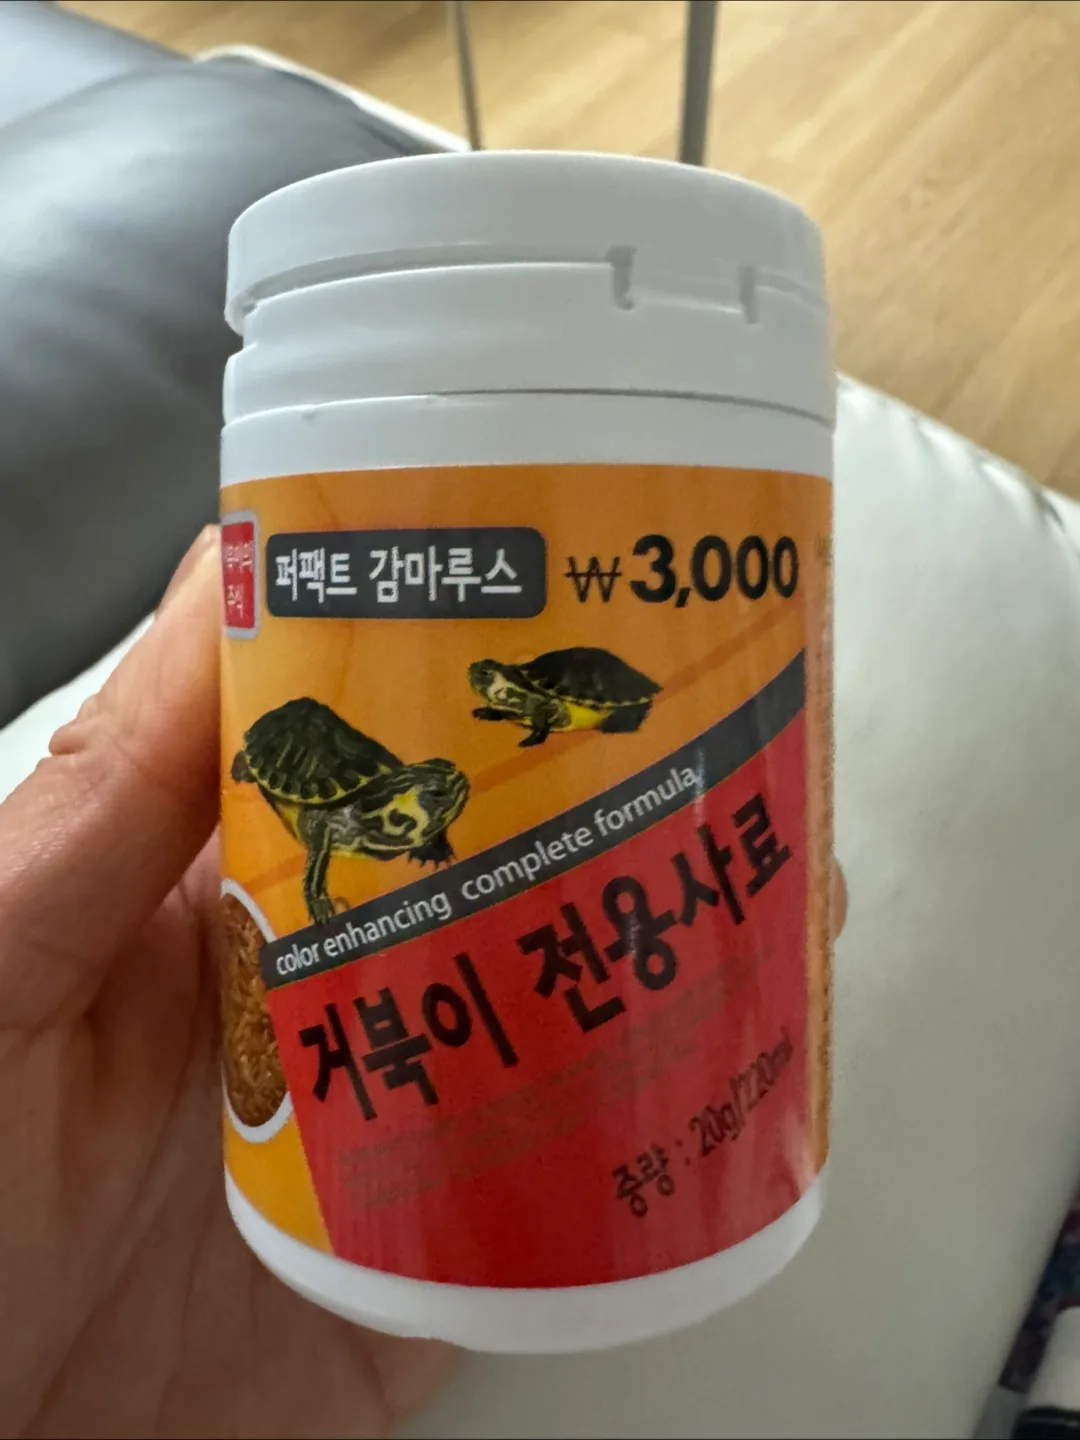 퍼팩트 감마루스
₩3,000
color enhancing complete formula
거북이 전용사료
중량 : 20g/220ml